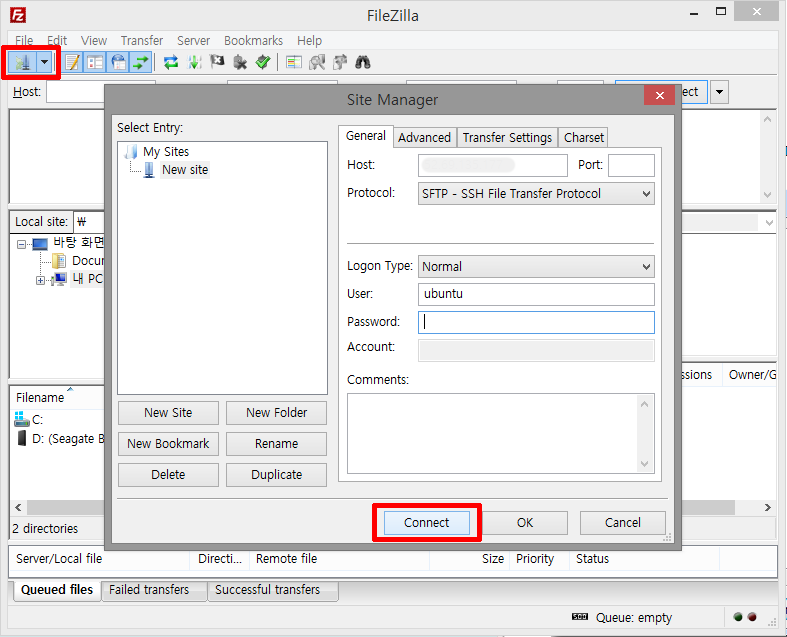 FileZilla
File Edit View Transfer Server Bookmarks Help
Host:
ect
Site Manager
Select Entry:
My Sites
New site
General Advanced Transfer Settings Charset
Host: Port:
Protocol: SFTP - SSH File Transfer Protocol
Logon Type: Normal
User: ubuntu
Password:
Account:
Comments:
New Site New Folder
New Bookmark Rename
Delete Duplicate
Connect OK Cancel
Local site: ₩
바탕 화면
Docur
내 PC
ssions Owner/G
Filename
C:
D: (Seagate B
2 directories
Server/Local file Directi... Remote file Size Priority Status
Queued files Failed transfers Successful transfers
Queue: empty